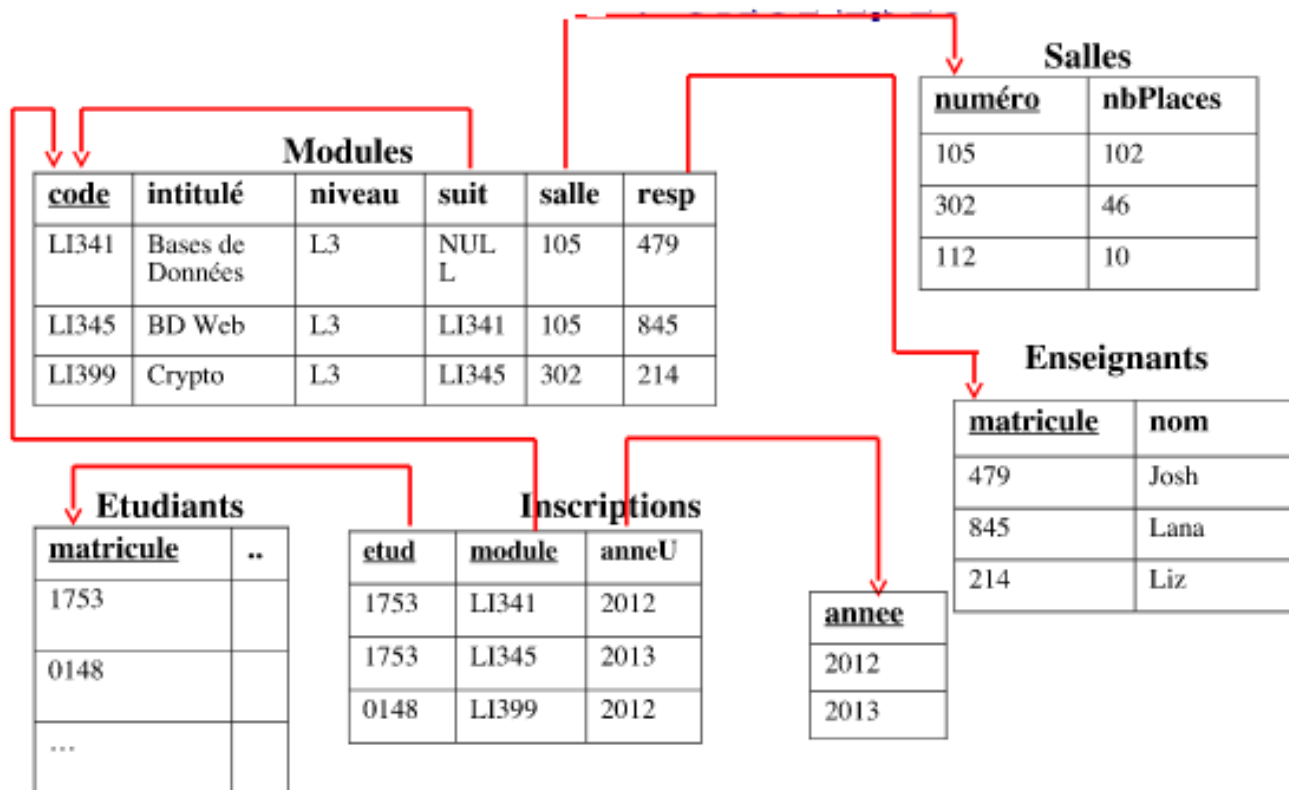 Salles
numéro nbPlaces
105 102
302 46
112 10
Modules
code intitulé niveau suit salle resp
LI341 Bases de L3 NUL 105 479
Données L
LI345 BD Web L3 LI341 105 845
LI399 Crypto L3 LI345 302 214
Enseignants
matricule nom
479 Josh
845 Lana
214 Liz
Etudiants
matricule ..
1753
0148
...
Inscriptions
etud module anneU
1753 LI341 2012
1753 LI345 2013
0148 LI399 2012
annee
2012
2013